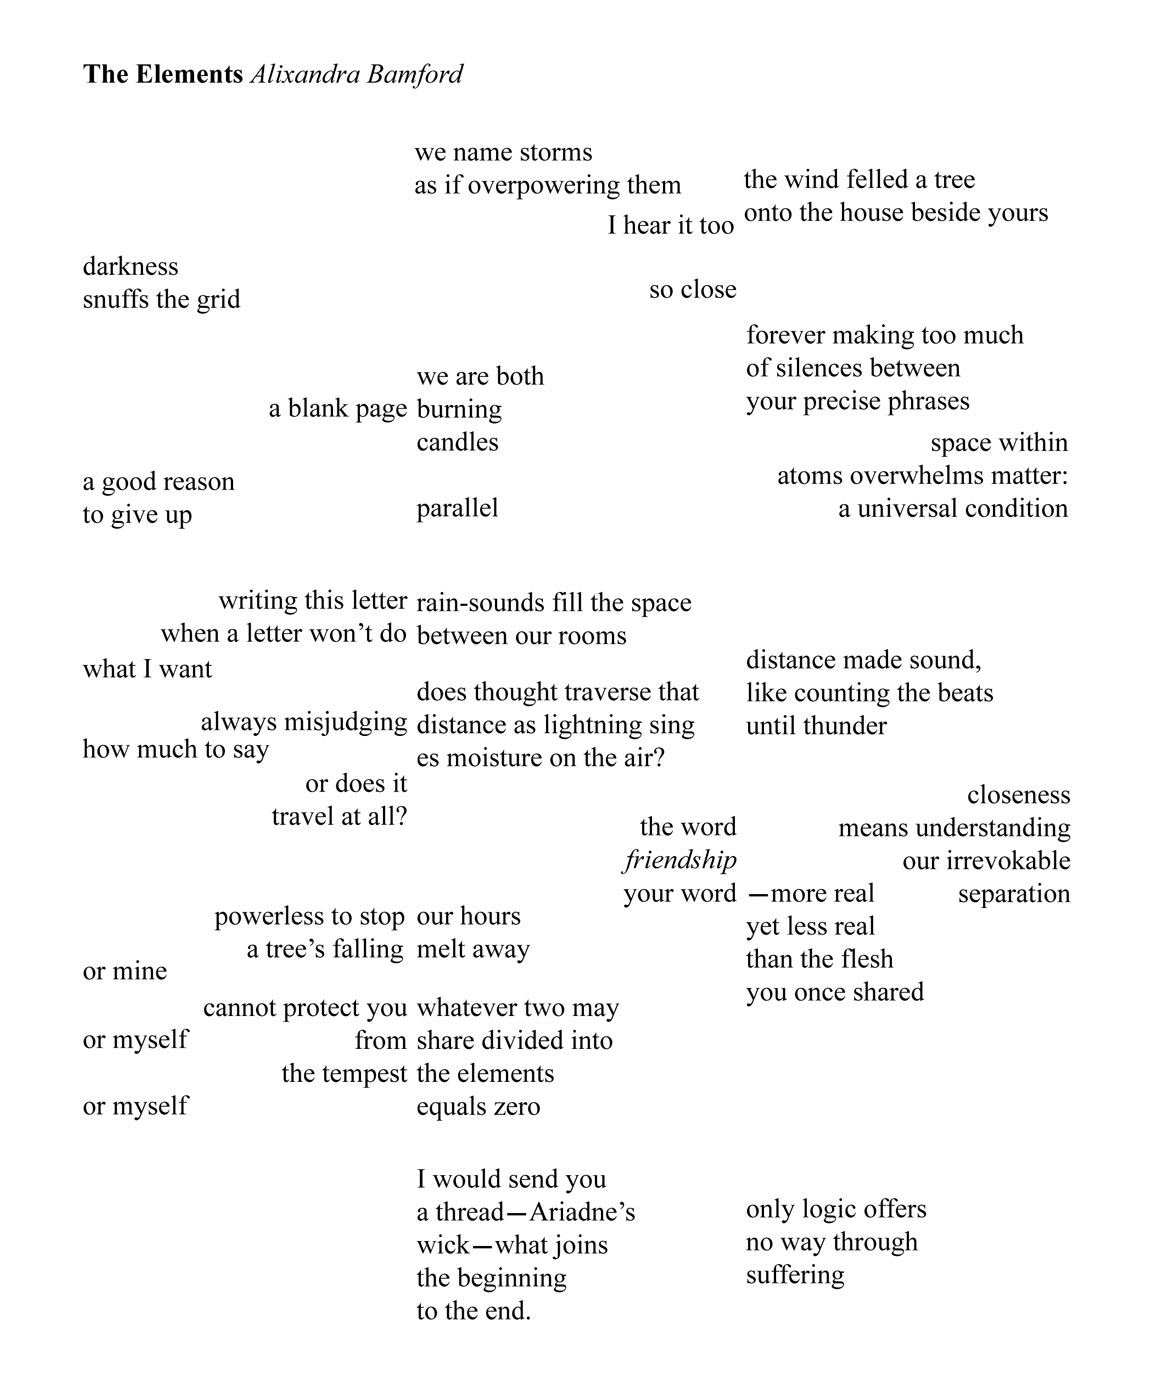 The Elements Alixandra Bamford
we name storms
as if overpowering them
the wind felled a tree
onto the house beside yours
I hear it too
darkness
snuffs the grid
so close
forever making too much
of silences between
your precise phrases
we are both
a blank page burning
candles
space within
atoms overwhelms matter:
a universal condition
a good reason
to give up
parallel
writing this letter rain-sounds fill the space
when a letter won’t do between our rooms
what I want
distance made sound,
like counting the beats
until thunder
does thought traverse that
always misjudging distance as lightning sing
how much to say
es moisture on the air?
or does it
travel at all?
closeness
means understanding
our irrevokable
separation
the word
friendship
your word —more real
yet less real
than the flesh
you once shared
powerless to stop our hours
a tree’s falling melt away
or mine
cannot protect you whatever two may
or myself from share divided into
the tempest the elements
or myself equals zero
I would send you
a thread—Ariadne’s
wick—what joins
the beginning
to the end.
only logic offers
no way through
suffering